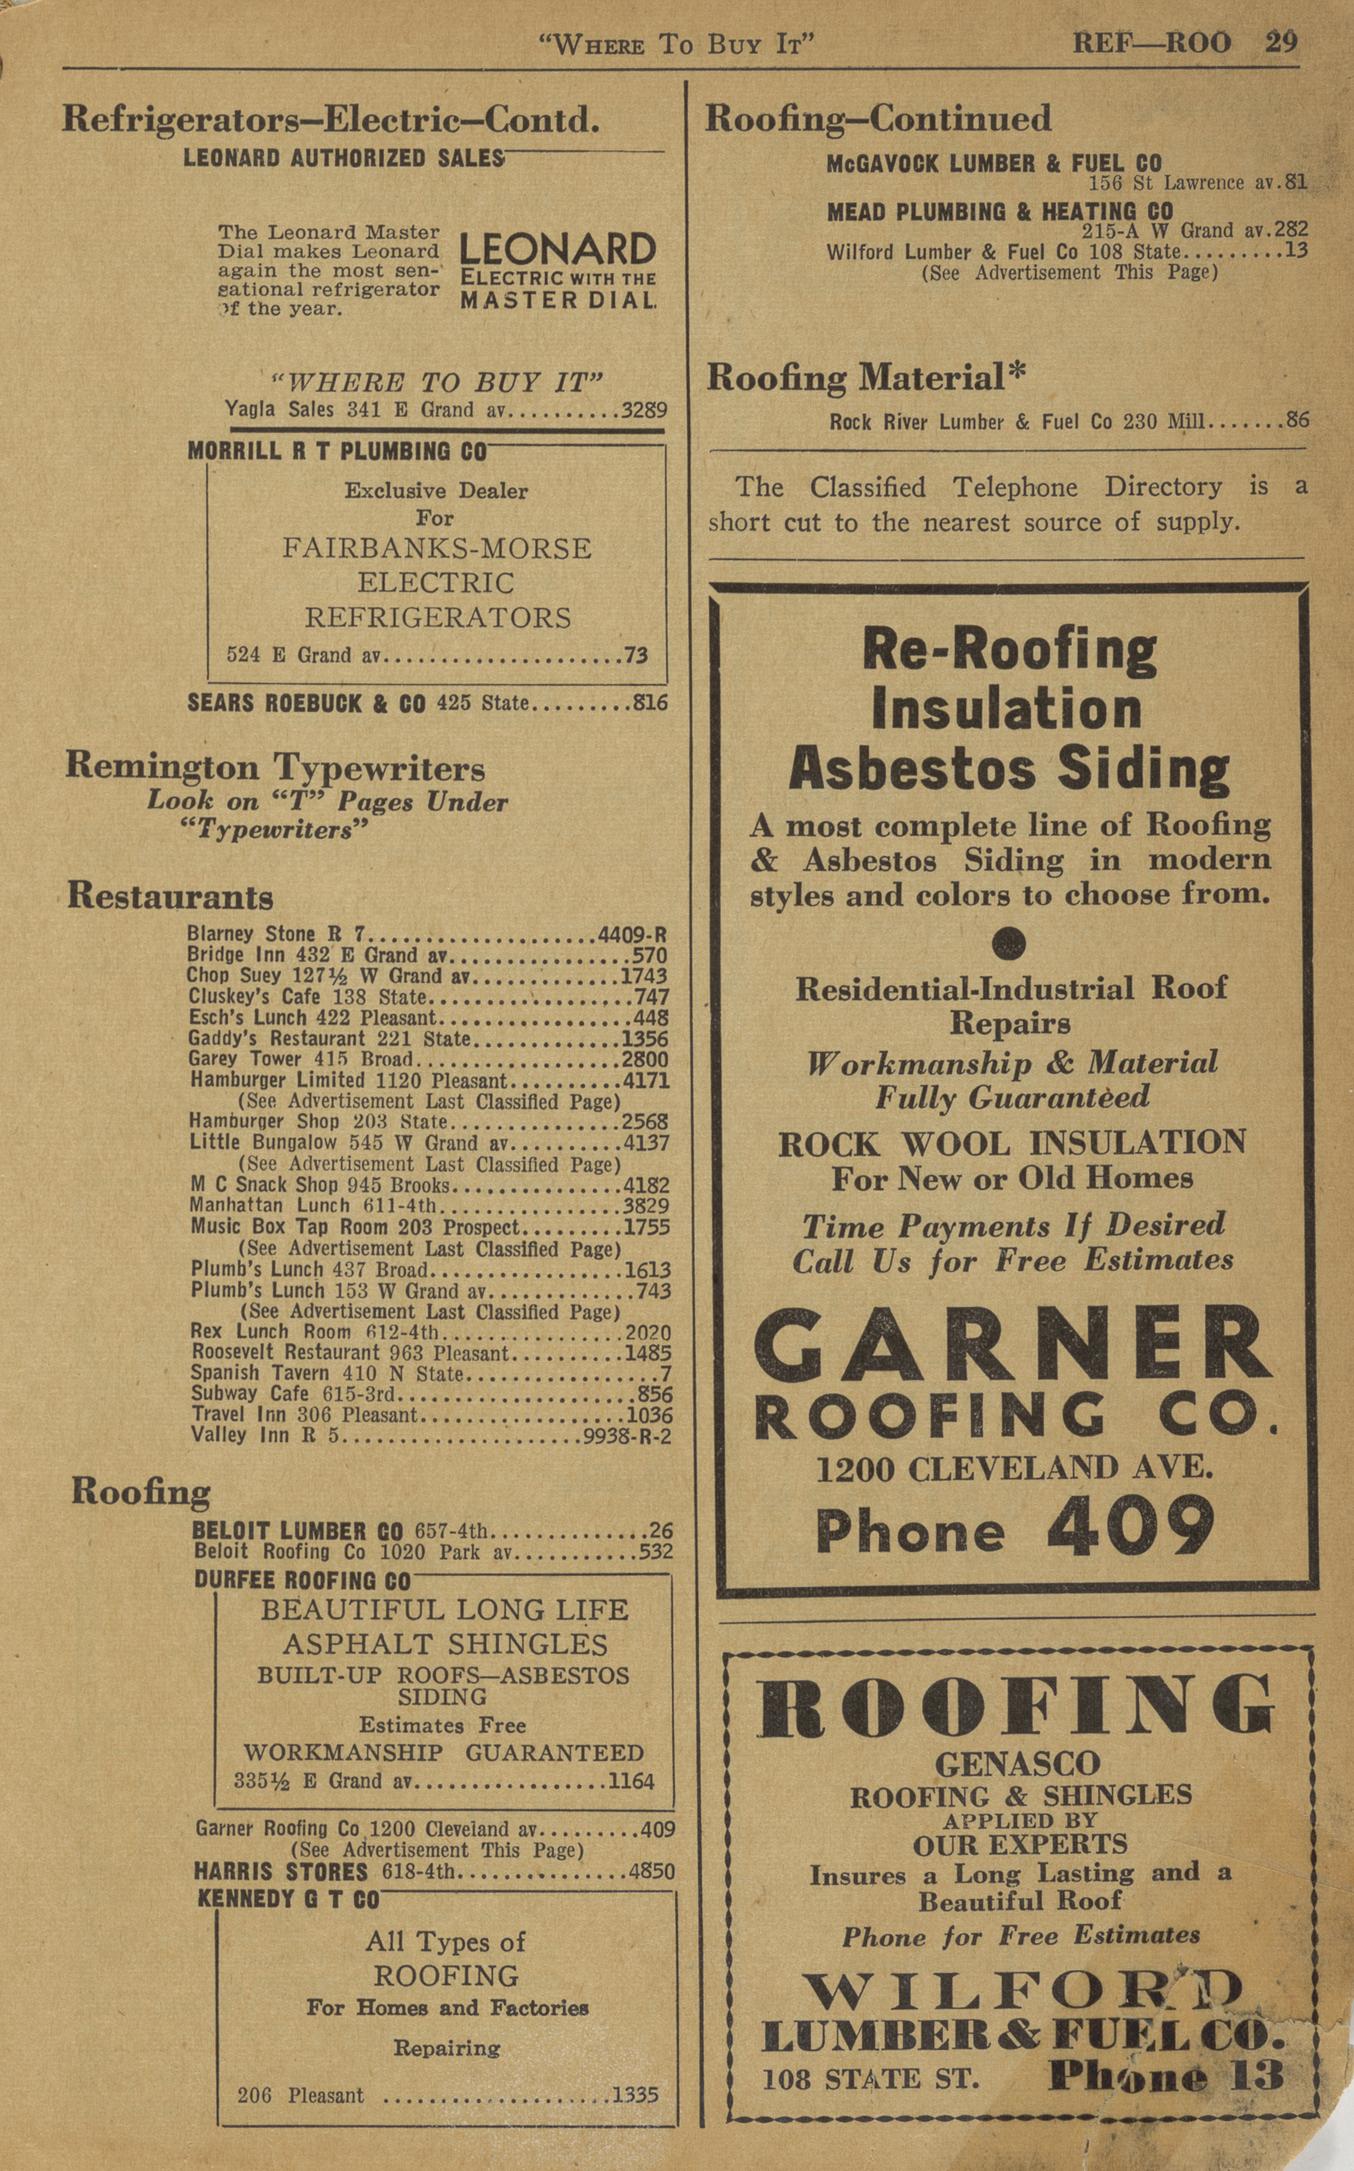 "WHERE TO BUY IT" REF—ROO 29
Refrigerators—Electric—Contd.
LEONARD AUTHORIZED SALES
The Leonard Master
Dial makes Leonard
again the most sen-
sational refrigerator
of the year.
LEONARD
ELECTRIC WITH THE
MASTER DIAL.
"WHERE TO BUY IT"
Yagla Sales 341 E Grand av..........3289
MORRILL R T PLUMBING CO
Exclusive Dealer
For
FAIRBANKS-MORSE
ELECTRIC
REFRIGERATORS
524 E Grand av......................73
SEARS ROEBUCK & CO 425 State.........816
Remington Typewriters
Look on "T" Pages Under
"Typewriters"
Restaurants
Blarney Stone R 7.....................4409-R
Bridge Inn 432 E Grand av.................570
Chop Suey 127½ W Grand av.............1743
Cluskey's Cafe 138 State..................747
Esch's Lunch 422 Pleasant.................448
Gaddy's Restaurant 221 State.............1356
Garey Tower 415 Broad...................2800
Hamburger Limited 1120 Pleasant..........4171
(See Advertisement Last Classified Page)
Hamburger Shop 203 State................2568
Little Bungalow 545 W Grand av..........4137
(See Advertisement Last Classified Page)
M C Snack Shop 945 Brooks...............4182
Manhattan Lunch 611-4th.................3829
Music Box Tap Room 203 Prospect.........1755
(See Advertisement Last Classified Page)
Plumb's Lunch 437 Broad..................1613
Plumb's Lunch 153 W Grand av.............743
(See Advertisement Last Classified Page)
Rex Lunch Room 612-4th.................2020
Roosevelt Restaurant 963 Pleasant..........1485
Spanish Tavern 410 N State..................7
Subway Cafe 615-3rd......................856
Travel Inn 306 Pleasant...................1036
Valley Inn R 5......................9938-R-2
Roofing
BELOIT LUMBER CO 657-4th..............26
Beloit Roofing Co 1020 Park av...........532
DURFEE ROOFING CO
BEAUTIFUL LONG LIFE
ASPHALT SHINGLES
BUILT-UP ROOFS—ASBESTOS
SIDING
Estimates Free
WORKMANSHIP GUARANTEED
335½ E Grand av.................1164
Garner Roofing Co 1200 Cleveland av.........409
(See Advertisement This Page)
HARRIS STORES 618-4th...............4850
KENNEDY G T CO
All Types of
ROOFING
For Homes and Factories
Repairing
206 Pleasant ....................1335
Roofing—Continued
McGAVOCK LUMBER & FUEL CO
156 St Lawrence av.81
MEAD PLUMBING & HEATING CO
215-A W Grand av.282
Wilford Lumber & Fuel Co 108 State.........13
(See Advertisement This Page)
Roofing Material*
Rock River Lumber & Fuel Co 230 Mill.......86
The Classified Telephone Directory is a
short cut to the nearest source of supply.
Re-Roofing
Insulation
Asbestos Siding
A most complete line of Roofing
& Asbestos Siding in modern
styles and colors to choose from.
Residential-Industrial Roof
Repairs
Workmanship & Material
Fully Guaranteed
ROCK WOOL INSULATION
For New or Old Homes
Time Payments If Desired
Call Us for Free Estimates
GARNER
ROOFING CO.
1200 CLEVELAND AVE.
Phone 409
ROOFING
GENASCO
ROOFING & SHINGLES
APPLIED BY
OUR EXPERTS
Insures a Long Lasting and a
Beautiful Roof
Phone for Free Estimates
WILFORD
LUMBER & FUEL CO.
108 STATE ST. Phone 13